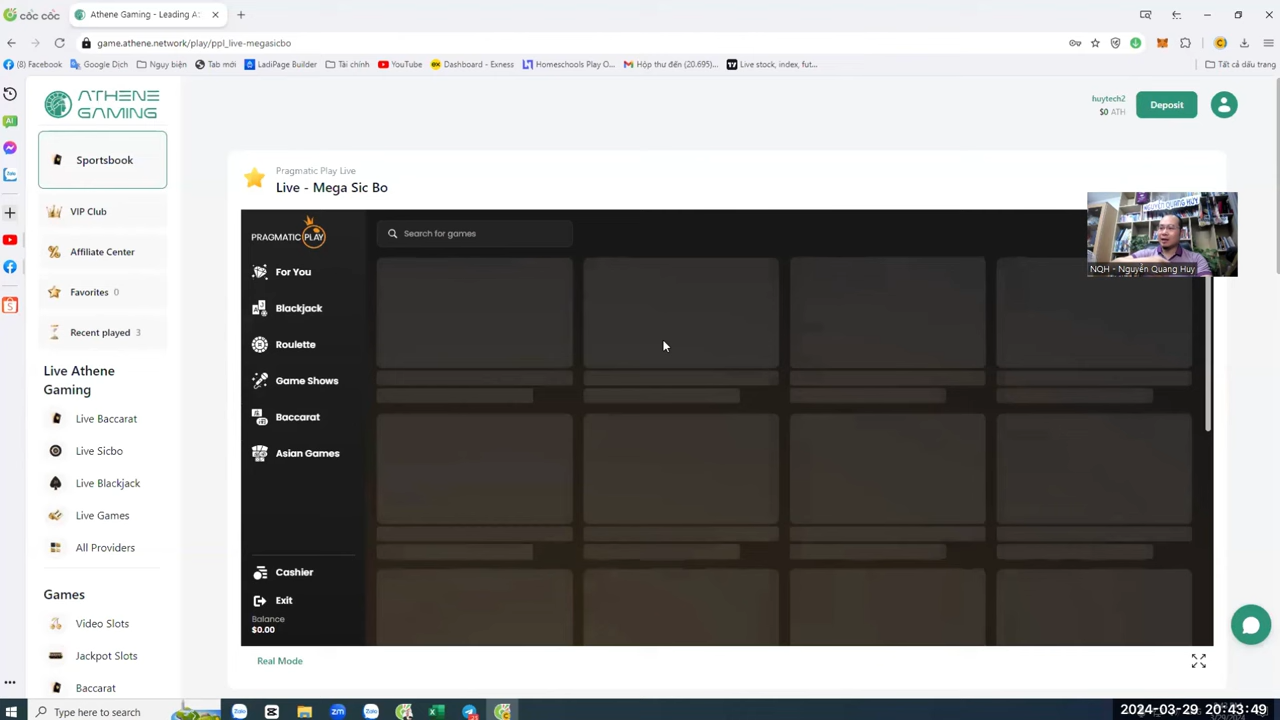 cốc cốc
Athene Gaming - Leading A
game.athene.network/play/ppl_live-megasicbo
(8) Facebook
Google Dịch
Ngụy biện
Tab mới
LadiPage Builder
Tài chính
YouTube
Dashboard - Exness
Homeschools Play O...
Hộp thư đến (20.695)...
Live stock, index, fut...
Tất cả dấu trang
ATHENE
GAMING
huytech2
$0 ATH
Deposit
Sportsbook
VIP Club
Affiliate Center
Favorites 0
Recent played 3
Live Athene
Gaming
Live Baccarat
Live Sicbo
Live Blackjack
Live Games
All Providers
Games
Video Slots
Jackpot Slots
Baccarat
Pragmatic Play Live
Live - Mega Sic Bo
PRAGMATIC PLAY
Search for games
For You
Blackjack
Roulette
Game Shows
Baccarat
Asian Games
Cashier
Exit
Balance
$0.00
Real Mode
NGUYỄN QUANG HUY
NQH - Nguyễn Quang Huy
Type here to search
2024-03-29 20:43:49